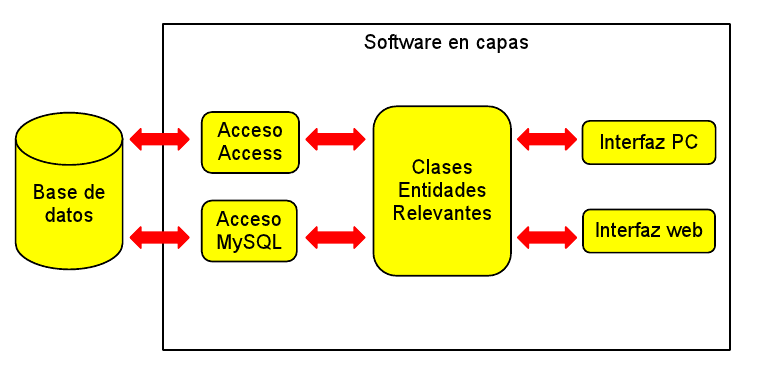 Software en capas
Base de
datos
Acceso
Access
Acceso
MySQL
Clases
Entidades
Relevantes
Interfaz PC
Interfaz web